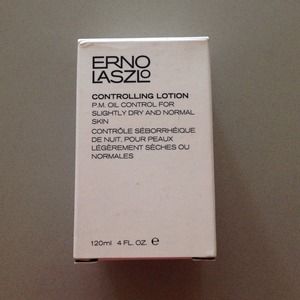 ERNO
LASZLO
CONTROLLING LOTION
P.M. OIL CONTROL FOR
SLIGHTLY DRY AND NORMAL
SKIN
CONTRÔLE SÉBORRHÉIQUE
DE NUIT. POUR PEAUX
LÉGÈREMENT SÈCHES OU
NORMALES
120ml 4 FL. OZ. ℮